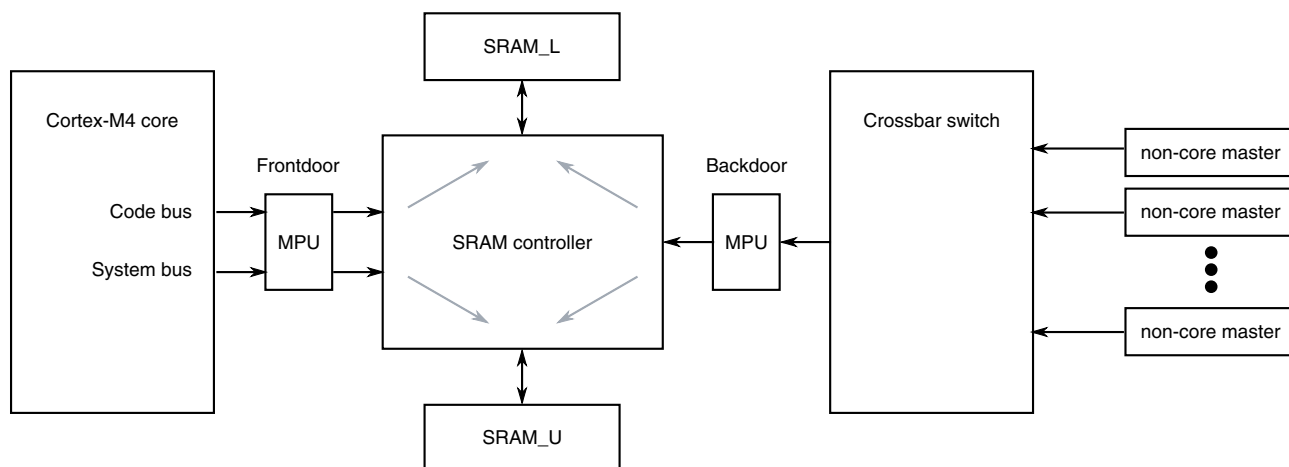 SRAM_L
Cortex-M4 core
Crossbar switch
non-core master
Frontdoor
Backdoor
non-core master
Code bus
MPU
SRAM controller
MPU
System bus
non-core master
SRAM_U